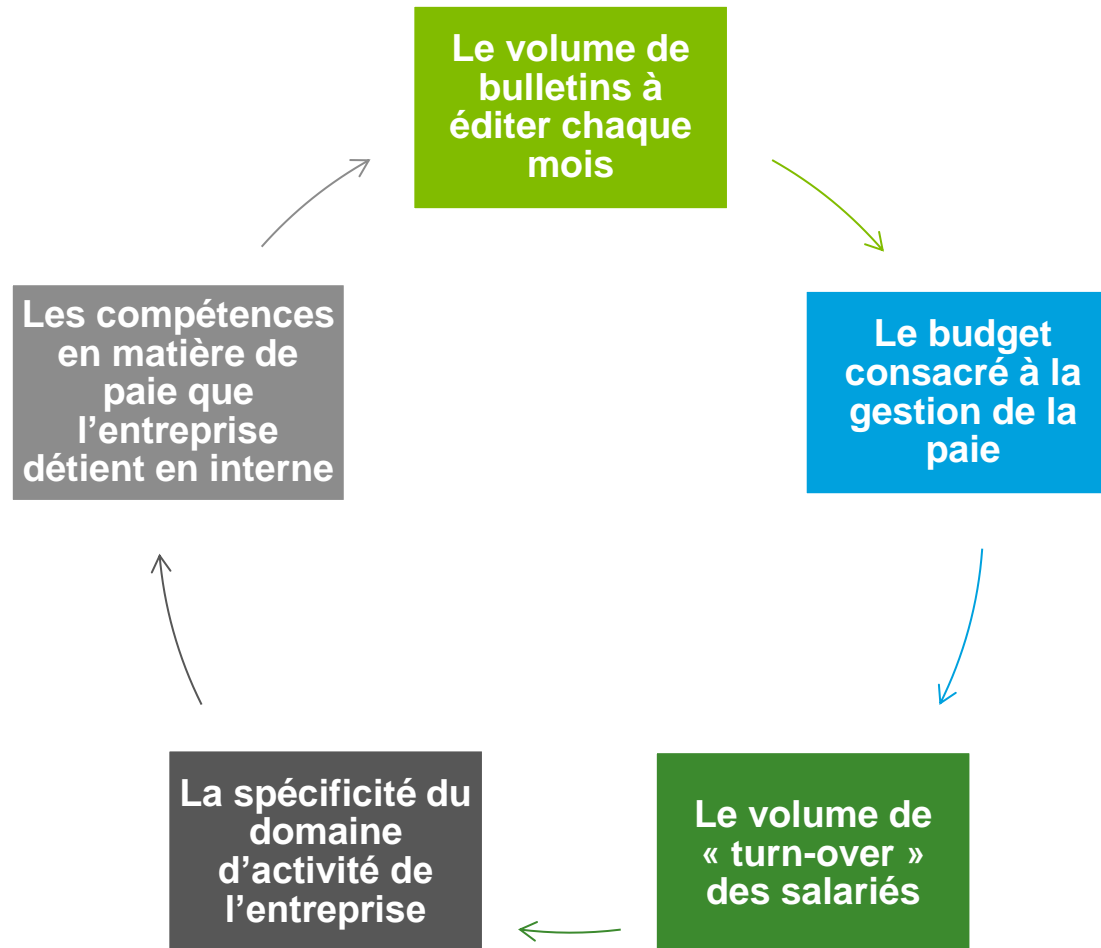 Le volume de
bulletins à
éditer chaque
mois
Le budget
consacré à la
gestion de la
paie
Le volume de
« turn-over »
des salariés
La spécificité du
domaine
d’activité de
l’entreprise
Les compétences
en matière de
paie que
l’entreprise
détient en interne